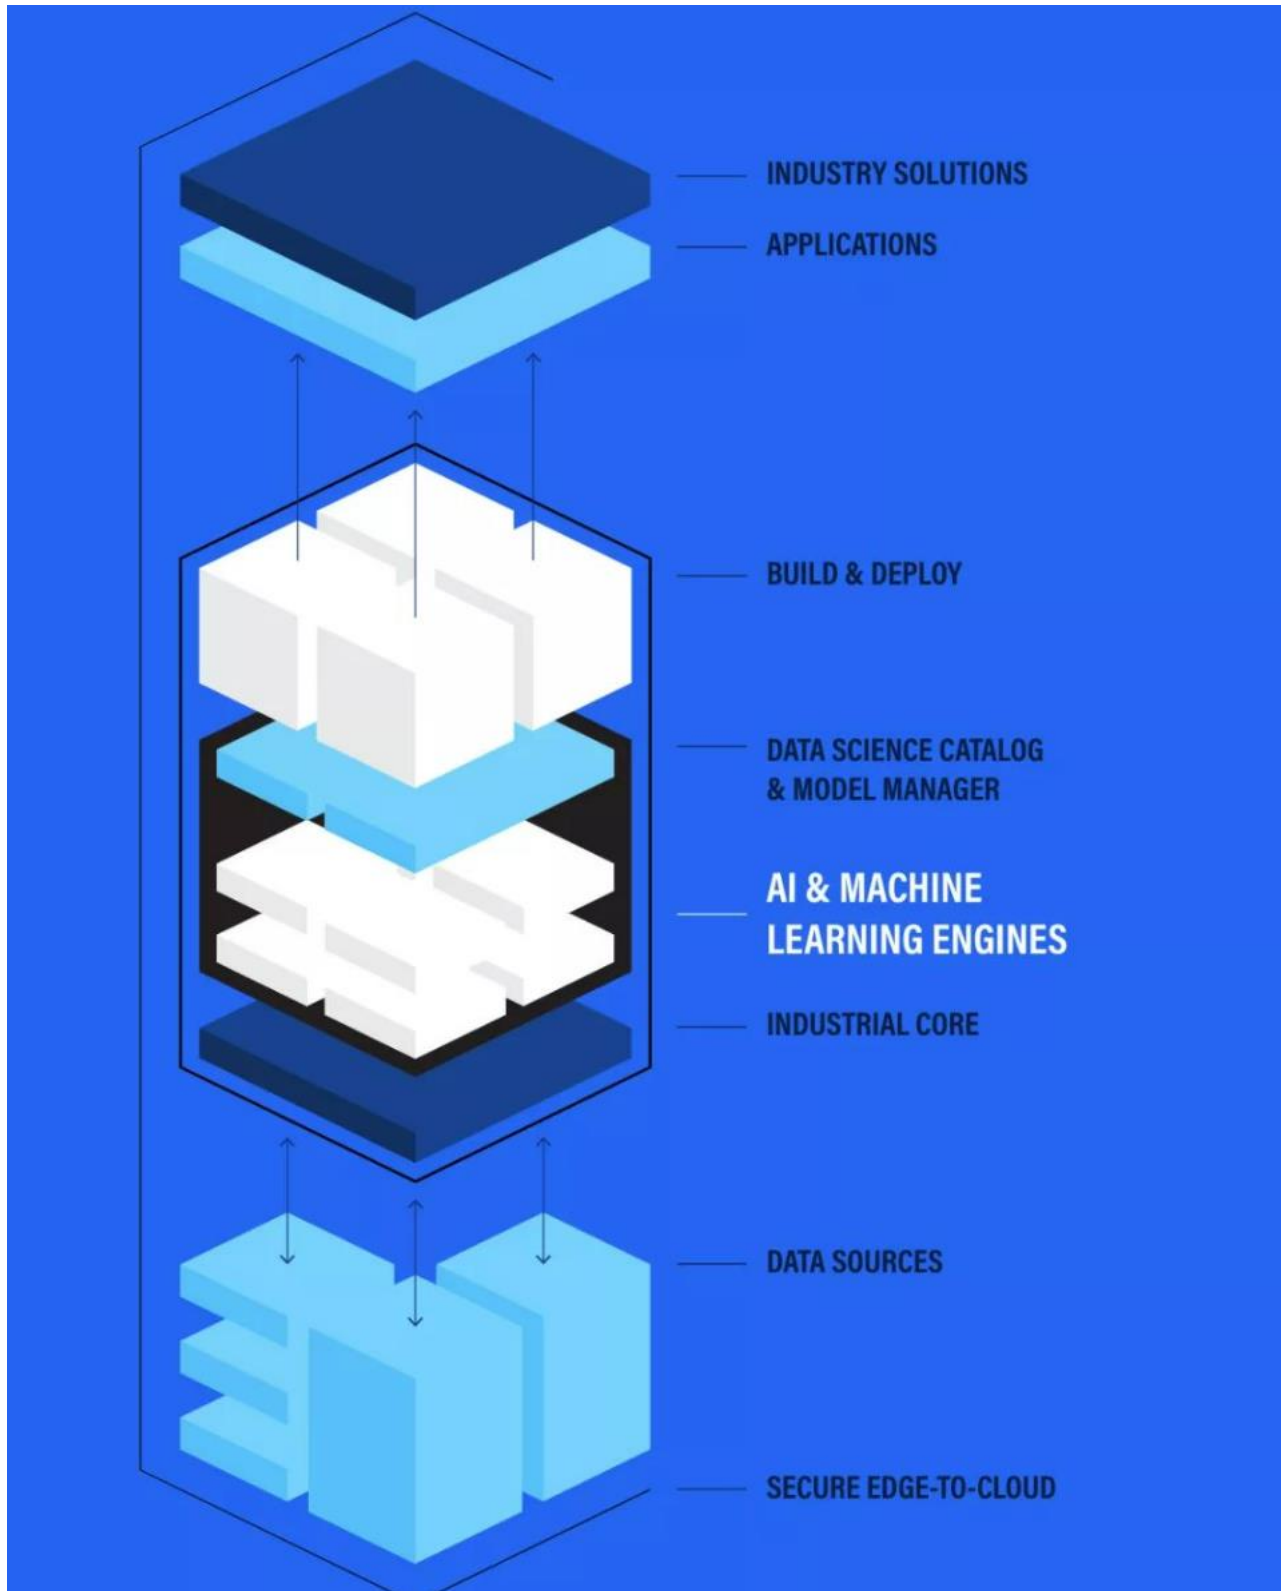 INDUSTRY SOLUTIONS
APPLICATIONS
BUILD & DEPLOY
DATA SCIENCE CATALOG
& MODEL MANAGER
AI & MACHINE
LEARNING ENGINES
INDUSTRIAL CORE
DATA SOURCES
SECURE EDGE-TO-CLOUD